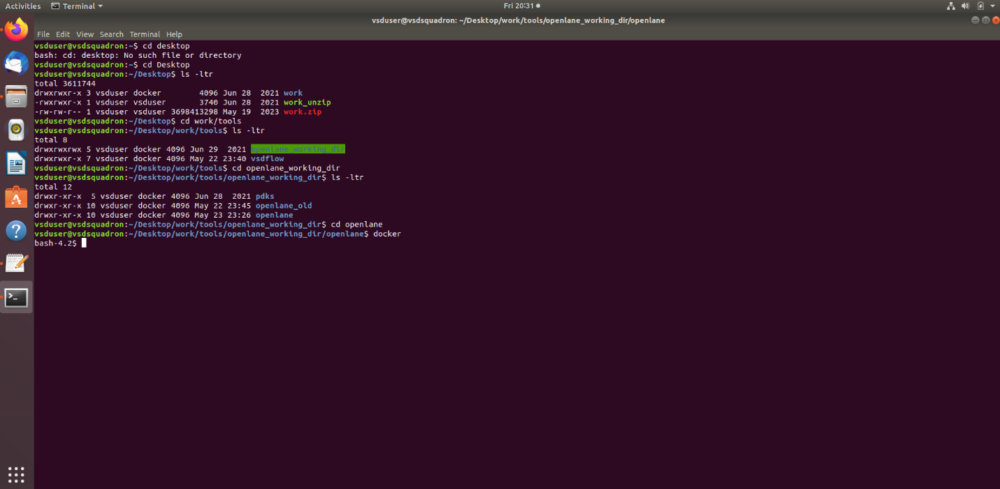 Activities Terminal Fri 20:31
vsduser@vsdsquadron: ~/Desktop/work/tools/openlane_working_dir/openlane
File Edit View Search Terminal Help
vsduser@vsdsquadron:~$ cd desktop
bash: cd: desktop: No such file or directory
vsduser@vsdsquadron:~$ cd Desktop
vsduser@vsdsquadron:~/Desktop$ ls -ltr
total 3611744
drwxrwxr-x 3 vsduser docker        4096 Jun 28  2021 work
-rwxrwxr-x 1 vsduser vsduser       3740 Jun 28  2021 work_unzip
-rw-rw-r-- 1 vsduser vsduser 3698413298 May 19  2023 work.zip
vsduser@vsdsquadron:~/Desktop$ cd work/tools
vsduser@vsdsquadron:~/Desktop/work/tools$ ls -ltr
total 8
drwxrwxrwx 5 vsduser docker 4096 Jun 29  2021 openlane_working_dir
drwxrwxr-x 7 vsduser docker 4096 May 22 23:40 vsdflow
vsduser@vsdsquadron:~/Desktop/work/tools$ cd openlane_working_dir
vsduser@vsdsquadron:~/Desktop/work/tools/openlane_working_dir$ ls -ltr
total 12
drwxr-xr-x  5 vsduser docker 4096 Jun 28  2021 pdks
drwxr-xr-x 10 vsduser docker 4096 May 22 23:45 openlane_old
drwxr-xr-x 10 vsduser docker 4096 May 23 23:26 openlane
vsduser@vsdsquadron:~/Desktop/work/tools/openlane_working_dir$ cd openlane
vsduser@vsdsquadron:~/Desktop/work/tools/openlane_working_dir/openlane$ docker
bash-4.2$